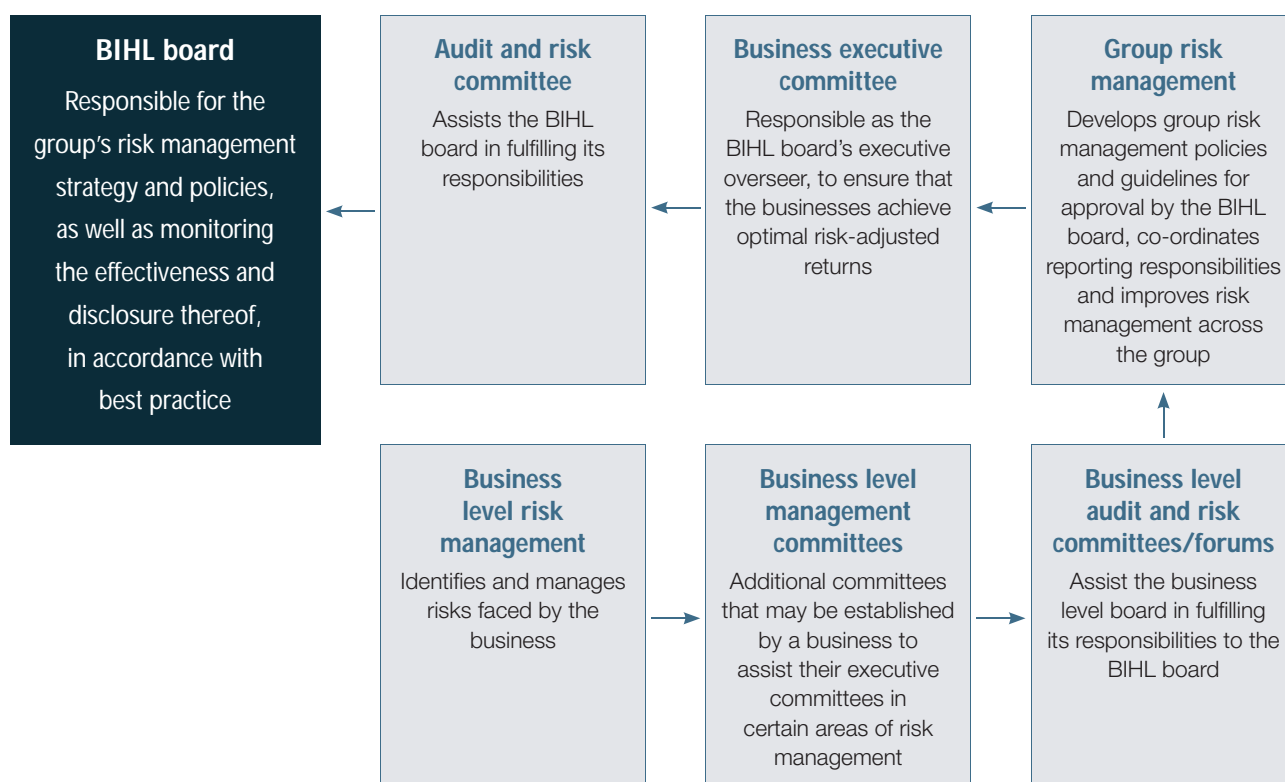 BIHL board
Responsible for the
group's risk management
strategy and policies,
as well as monitoring
the effectiveness and
disclosure thereof,
in accordance with
best practice
Audit and risk
committee
Assists the BIHL
board in fulfilling its
responsibilities
Business executive
committee
Responsible as the
BIHL board's executive
overseer, to ensure that
the businesses achieve
optimal risk-adjusted
returns
Group risk
management
Develops group risk
management policies
and guidelines for
approval by the BIHL
board, co-ordinates
reporting responsibilities
and improves risk
management across
the group
Business
level risk
management
Identifies and manages
risks faced by the
business
Business level
management
committees
Additional committees
that may be established
by a business to
assist their executive
committees in
certain areas of risk
management
Business level
audit and risk
committees/forums
Assist the business
level board in fulfilling
its responsibilities to the
BIHL board